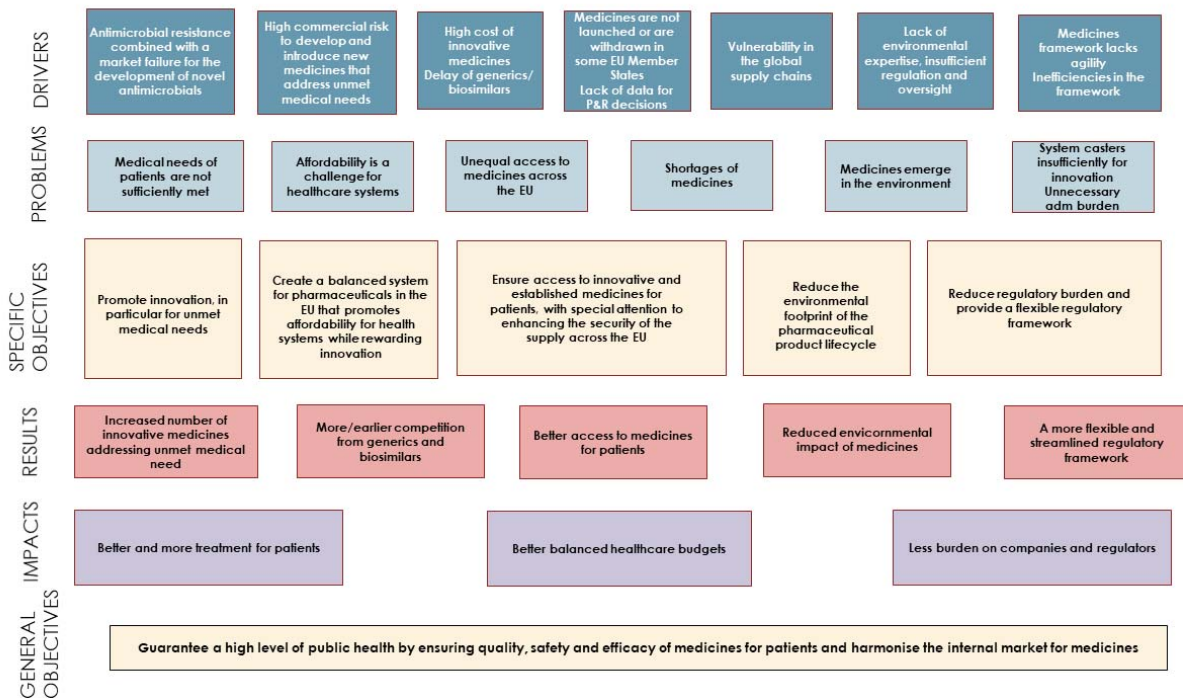 DRIVERS
Antimicrobial resistance
combined with a
market failure for the
development of novel
antimicrobials
High commercial risk
to develop and
introduce new
medicines that
address unmet
medical needs
High cost of
innovative
medicines
Delay of generics/
biosimilars
Medicines are not
launched or are
withdrawn in
some EU Member
States
Lack of data for
P&R decisions
Vulnerability in
the global
supply chains
Lack of
environmental
expertise, insufficient
regulation and
oversight
Medicines
framework lacks
agility
Inefficiencies in the
framework
PROBLEMS
Medical needs of
patients are not
sufficiently met
Affordability is a
challenge for
healthcare systems
Unequal access to
medicines across
the EU
Shortages of
medicines
Medicines emerge
in the environment
System casters
insufficiently for
innovation
Unnecessary
adm burden
SPECIFIC
OBJECTIVES
Promote innovation, in
particular for unmet
medical needs
Create a balanced system
for pharmaceuticals in the
EU that promotes
affordability for health
systems while rewarding
innovation
Ensure access to innovative and
established medicines for
patients, with special attention to
enhancing the security of the
supply across the EU
Reduce the
environmental
footprint of the
pharmaceutical
product lifecycle
Reduce regulatory burden and
provide a flexible regulatory
framework
RESULTS
Increased number of
innovative medicines
addressing unmet medical
need
More/earlier competition
from generics and
biosimilars
Better access to medicines
for patients
Reduced envicornmental
impact of medicines
A more flexible and
streamlined regulatory
framework
IMPACTS
Better and more treatment for patients
Better balanced healthcare budgets
Less burden on companies and regulators
GENERAL
OBJECTIVES
Guarantee a high level of public health by ensuring quality, safety and efficacy of medicines for patients and harmonise the internal market for medicines